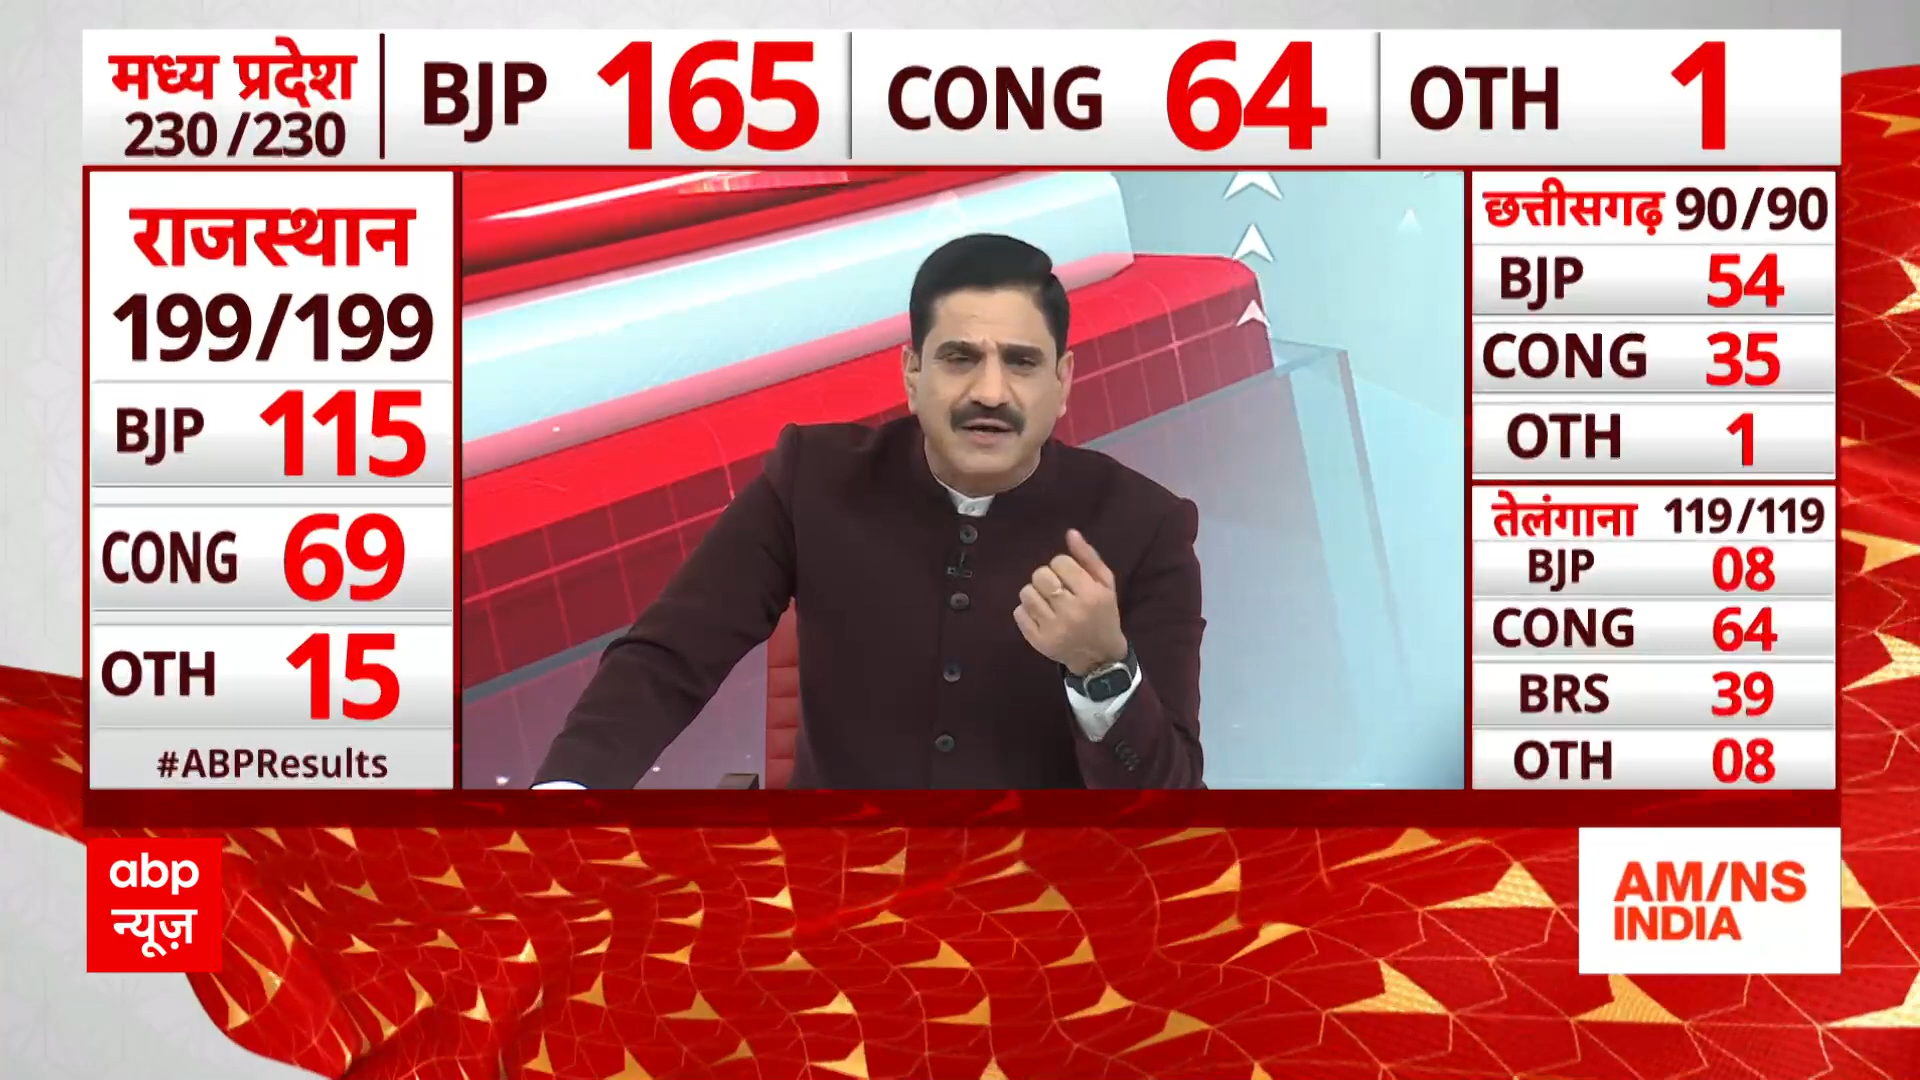 मध्य प्रदेश
230/230
BJP 165
CONG 64
OTH 1
राजस्थान
199/199
BJP 115
CONG 69
OTH 15
#ABPResults
छत्तीसगढ़ 90/90
BJP 54
CONG 35
OTH 1
तेलंगाना 119/119
BJP 08
CONG 64
BRS 39
OTH 08
abp
न्यूज़
AM/NS
INDIA